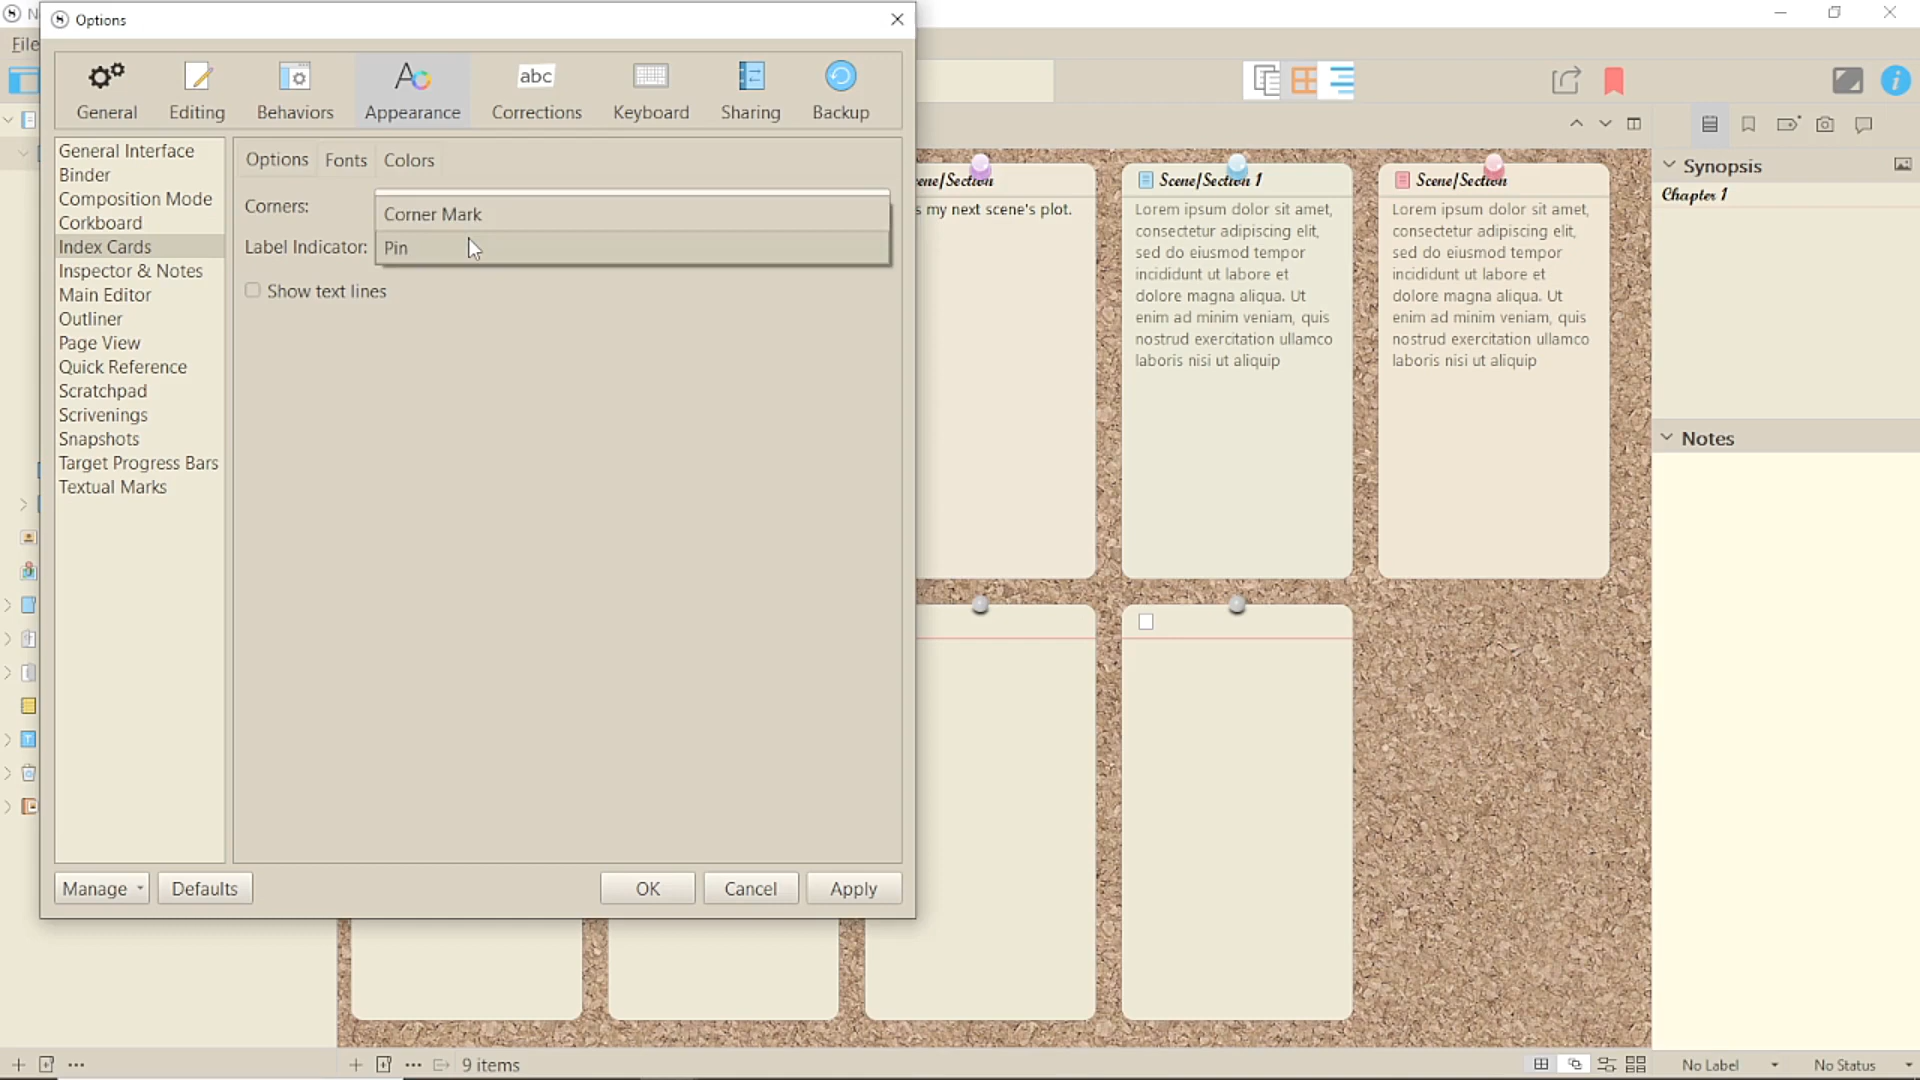 Options
File
General
Editing
Behaviors
Appearance
abc
Corrections
Keyboard
Sharing
Backup
General Interface
Binder
Composition Mode
Corkboard
Index Cards
Inspector & Notes
Main Editor
Outliner
Page View
Quick Reference
Scratchpad
Scrivenings
Snapshots
Target Progress Bars
Textual Marks
Options
Fonts
Colors
Corners:
Corner Mark
Label Indicator:
Pin
Show text lines
Manage
Defaults
OK
Cancel
Apply
s my next scene's plot.
Scene/Section 1
Lorem ipsum dolor sit amet,
consectetur adipiscing elit,
sed do eiusmod tempor
incididunt ut labore et
dolore magna aliqua. Ut
enim ad minim veniam, quis
nostrud exercitation ullamco
laboris nisi ut aliquip
Scene/Section
Lorem ipsum dolor sit amet,
consectetur adipiscing elit,
sed do eiusmod tempor
incididunt ut labore et
dolore magna aliqua. Ut
enim ad minim veniam, quis
nostrud exercitation ullamco
laboris nisi ut aliquip
Synopsis
Chapter 1
Notes
9 items
No Label
No Status